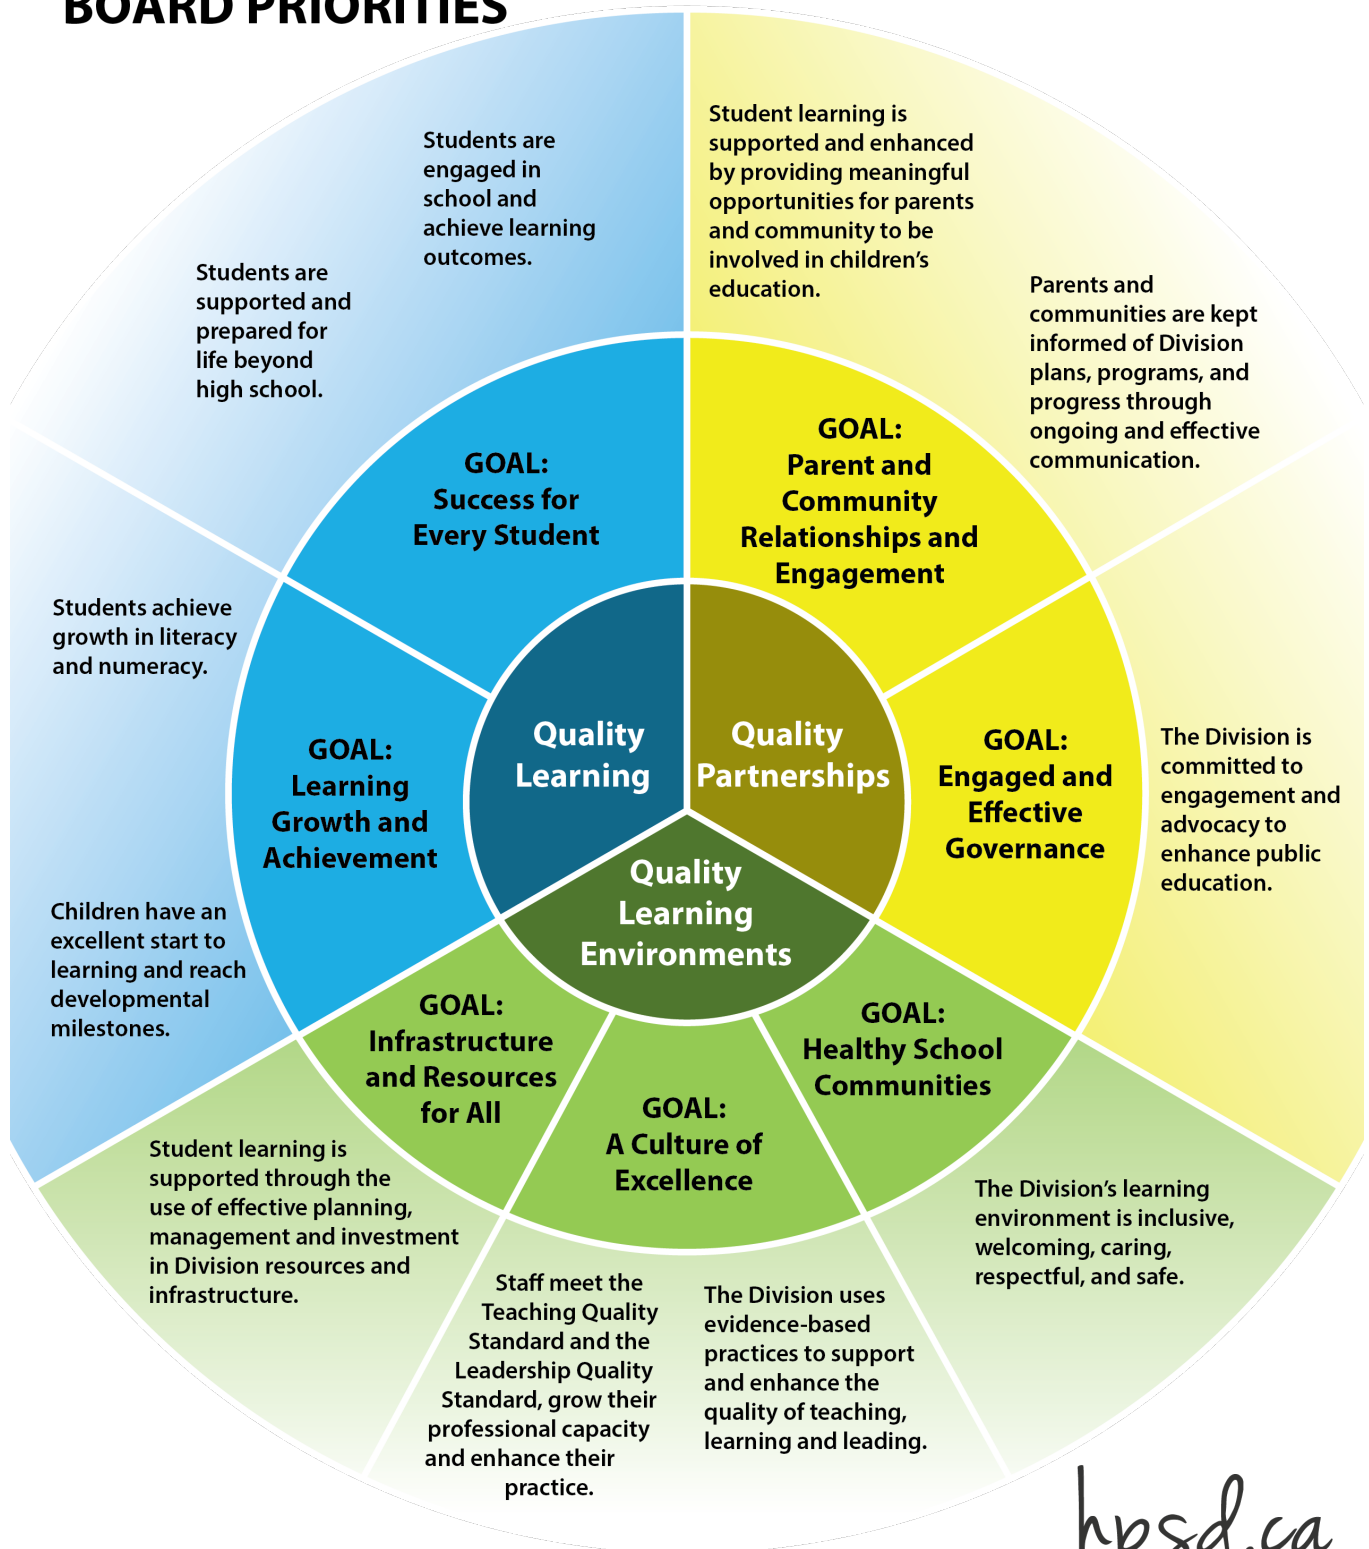 BOARD PRIORITIES
Students are
engaged in
school and
achieve learning
outcomes.
Students are
supported and
prepared for
life beyond
high school.
Student learning is
supported and enhanced
by providing meaningful
opportunities for parents
and community to be
involved in children's
education.
Parents and
communities are kept
informed of Division
plans, programs, and
progress through
ongoing and effective
communication.
GOAL:
Success for
Every Student
GOAL:
Parent and
Community
Relationships and
Engagement
Students achieve
growth in literacy
and numeracy.
Children have an
excellent start to
learning and reach
developmental
milestones.
GOAL:
Learning
Growth and
Achievement
Quality
Learning
Quality
Partnerships
Quality
Learning
Environments
GOAL:
Engaged and
Effective
Governance
The Division is
committed to
engagement and
advocacy to
enhance public
education.
GOAL:
Infrastructure
and Resources
for All
GOAL:
A Culture of
Excellence
GOAL:
Healthy School
Communities
Student learning is
supported through the
use of effective planning,
management and investment
in Division resources and
infrastructure.
Staff meet the
Teaching Quality
Standard and the
Leadership Quality
Standard, grow their
professional capacity
and enhance their
practice.
The Division uses
evidence-based
practices to support
and enhance the
quality of teaching,
learning and leading.
The Division's learning
environment is inclusive,
welcoming, caring,
respectful, and safe.
hpsd.ca